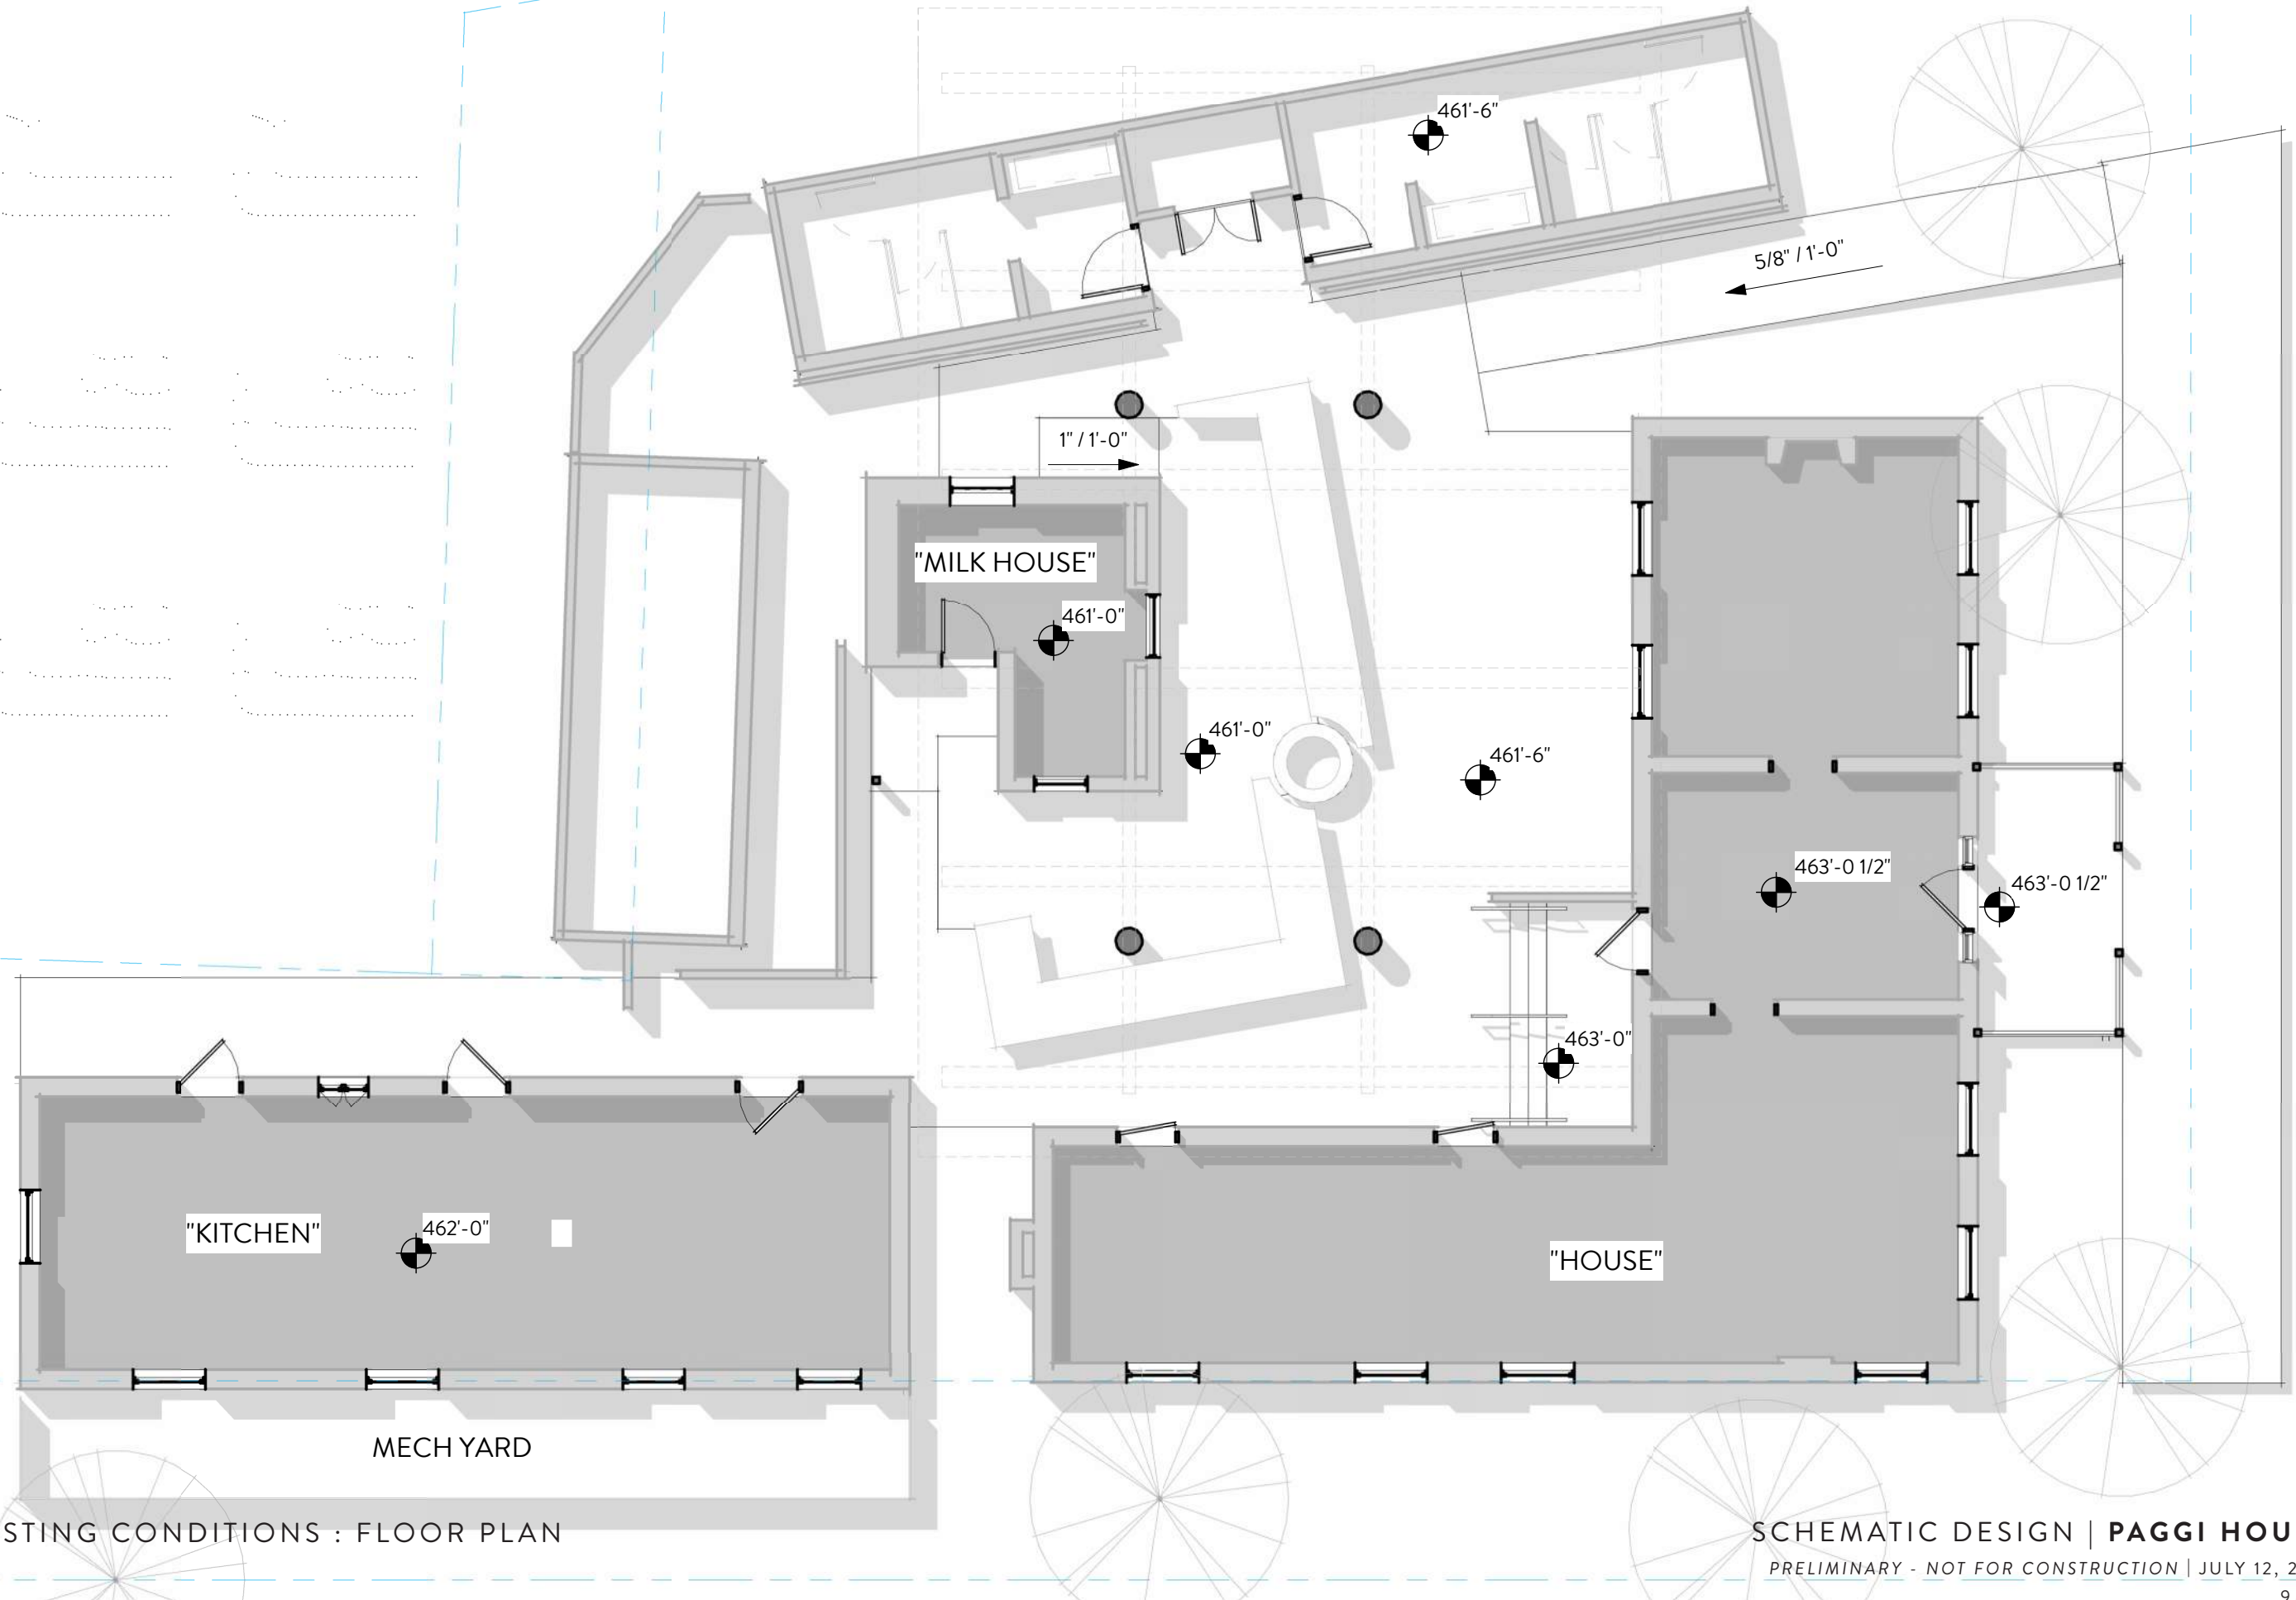 461'-6"
5/8" / 1'-0"
1" / 1'-0"
"MILK HOUSE"
461'-0"
461'-0"
461'-6"
463'-0 1/2"
463'-0 1/2"
463'-0"
"KITCHEN"
462'-0"
"HOUSE"
MECH YARD
STING CONDITIONS : FLOOR PLAN
SCHEMATIC DESIGN | PAGGI HOU
PRELIMINARY - NOT FOR CONSTRUCTION | JULY 12, 2
9